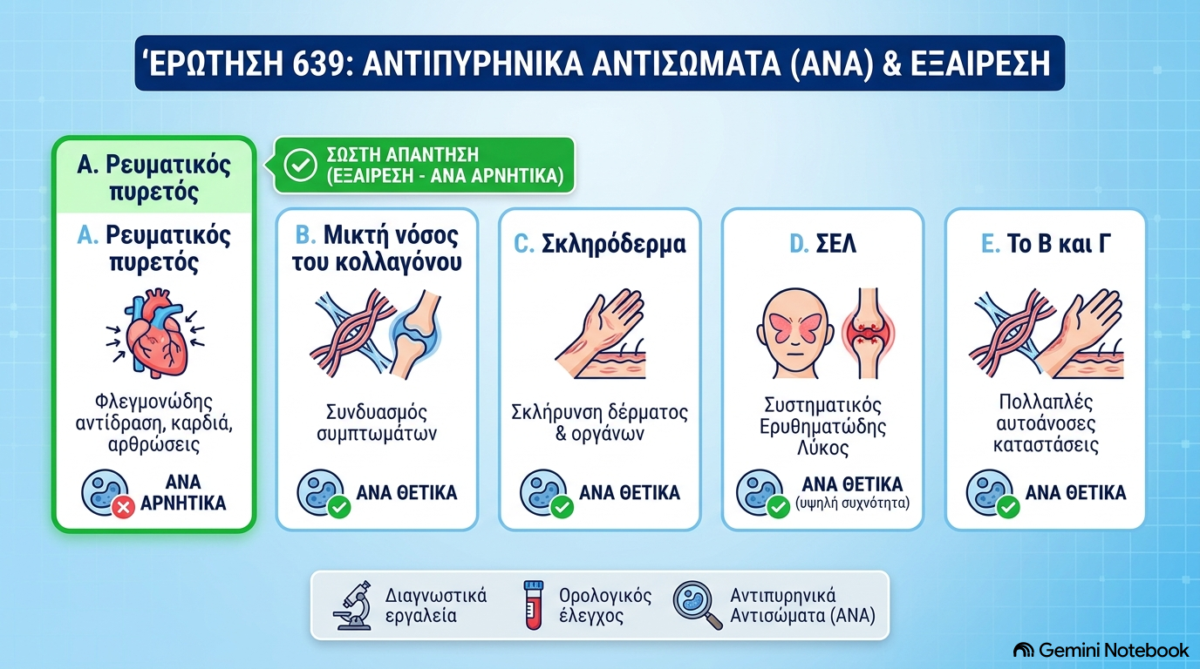 ‘ΕΡΩΤΗΣΗ 639: ΑΝΤΙΠΥΡΗΝΙΚΑ ΑΝΤΙΣΩΜΑΤΑ (ΑΝΑ) & ΕΞΑΙΡΕΣΗ
Α. Ρευματικός
πυρετός
ΣΩΣΤΗ ΑΠΑΝΤΗΣΗ
(ΕΞΑΙΡΕΣΗ - ΑΝΑ ΑΡΝΗΤΙΚΑ)
Α. Ρευματικός
πυρετός
Φλεγμονώδης
αντίδραση, καρδιά,
αρθρώσεις
ΑΝΑ
ΑΡΝΗΤΙΚΑ
B. Μικτή νόσος
του κολλαγόνου
Συνδυασμός
συμπτωμάτων
ΑΝΑ ΘΕΤΙΚΑ
C. Σκληρόδερμα
Σκλήρυνση δέρματος
& οργάνων
ΑΝΑ ΘΕΤΙΚΑ
D. ΣΕΛ
Συστηματικός
Ερυθηματώδης
Λύκος
ΑΝΑ ΘΕΤΙΚΑ
(υψηλή συχνότητα)
E. Το Β και Γ
Πολλαπλές
αυτοάνοσες
καταστάσεις
ΑΝΑ ΘΕΤΙΚΑ
Διαγνωστικά
εργαλεία
Ορολογικός
έλεγχος
Αντιπυρηνικά
Αντισώματα (ΑΝΑ)
Gemini Notebook